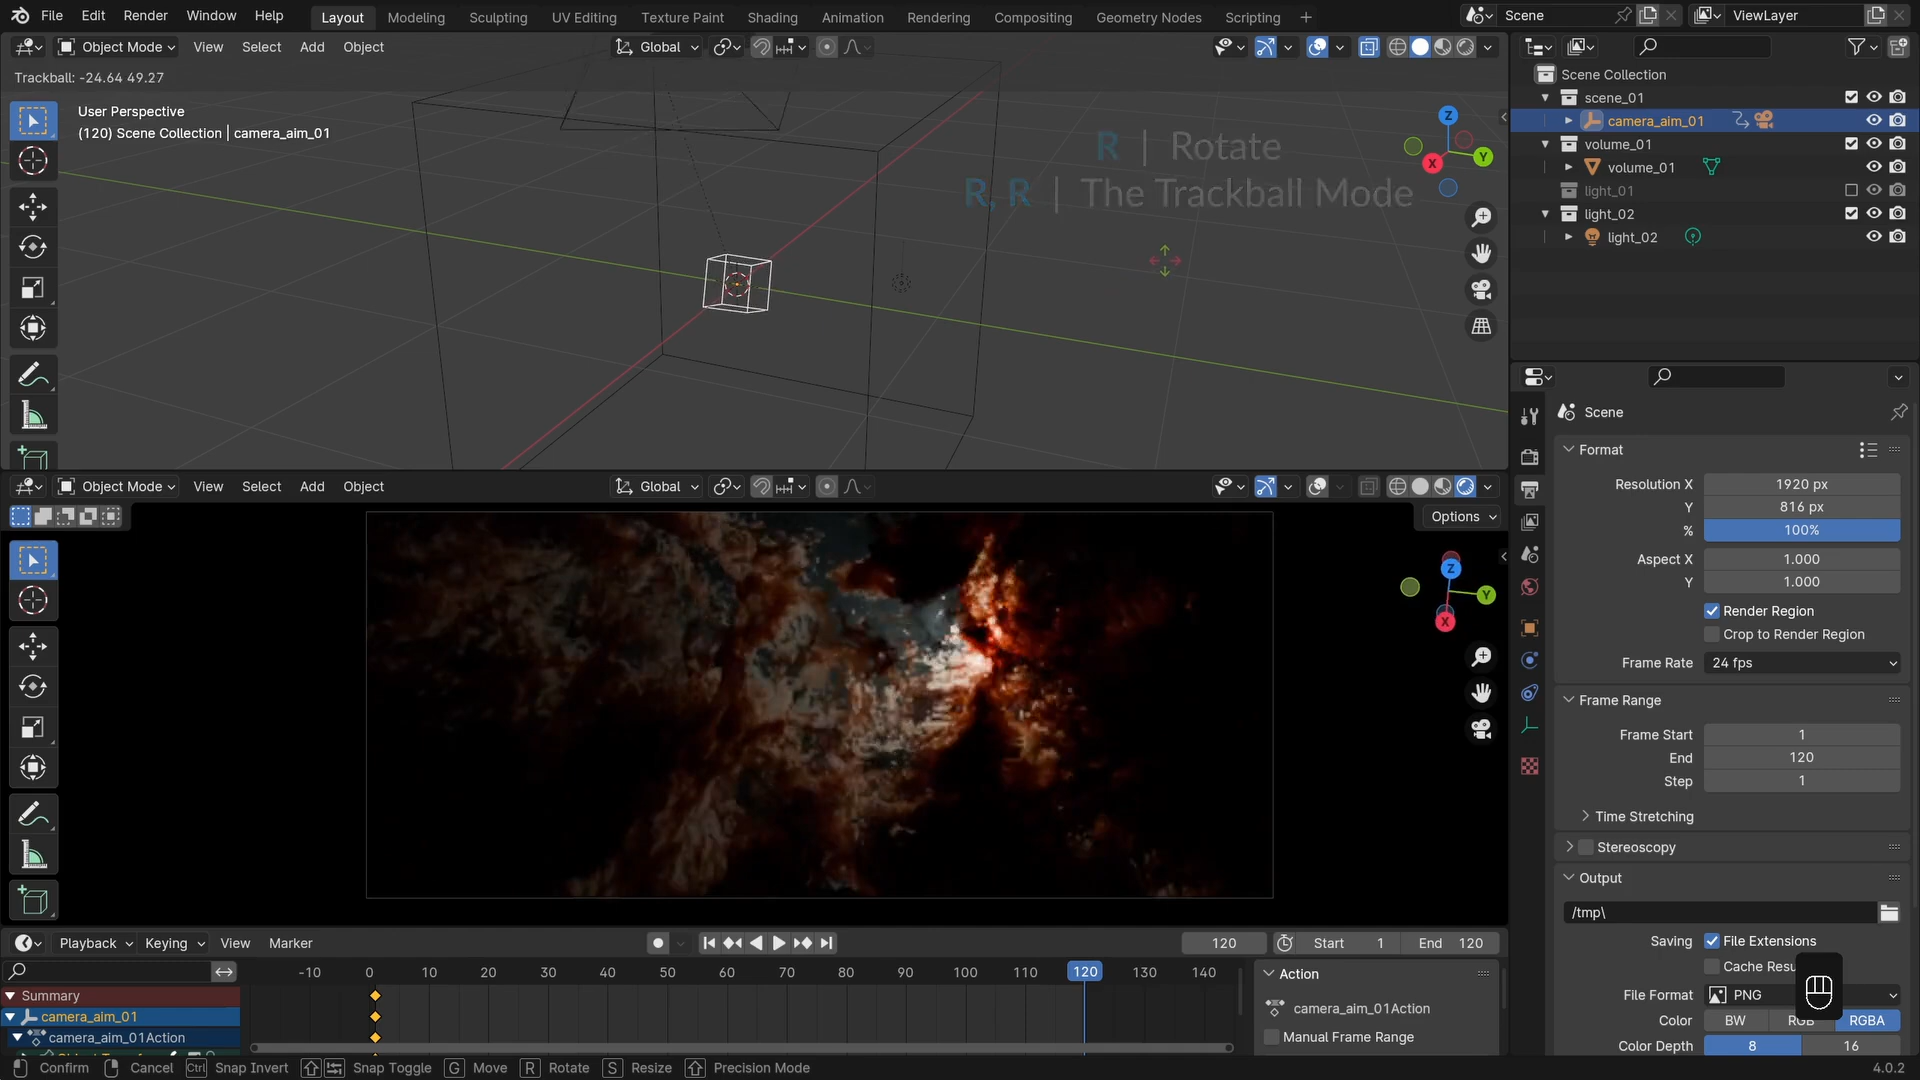 File Edit Render Window Help Layout Modeling Sculpting UV Editing Texture Paint Shading Animation Rendering Compositing Geometry Nodes Scripting + Scene ViewLayer
Object Mode View Select Add Object Global
Trackball: -24.64 49.27
User Perspective
(120) Scene Collection | camera_aim_01
R | Rotate
R, R | The Trackball Mode
Z
Y
X
Scene Collection
scene_01
camera_aim_01
volume_01
volume_01
light_01
light_02
light_02
Object Mode View Select Add Object Global
Options
Z
Y
X
Scene
Format
Resolution X 1920 px
Y 816 px
% 100%
Aspect X 1.000
Y 1.000
Render Region
Crop to Render Region
Frame Rate 24 fps
Frame Range
Frame Start 1
End 120
Step 1
Time Stretching
Stereoscopy
Output
/tmp\
Saving File Extensions
Cache Resu
File Format PNG
Color BW RGB RGBA
Color Depth 8 16
Playback Keying View Marker 120 Start 1 End 120
-10 0 10 20 30 40 50 60 70 80 90 100 110 120 130 140
Summary
camera_aim_01
camera_aim_01Action
Action
camera_aim_01Action
Manual Frame Range
Confirm Cancel Ctrl Snap Invert Snap Toggle G Move R Rotate S Resize Precision Mode 4.0.2